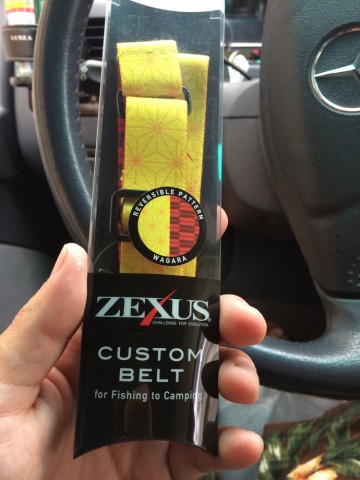 REVERSIBLE PATTERN
WAGARA
ZEXUS
CHALLENGE FOR EVOLUTION
CUSTOM
BELT
for Fishing to Camping